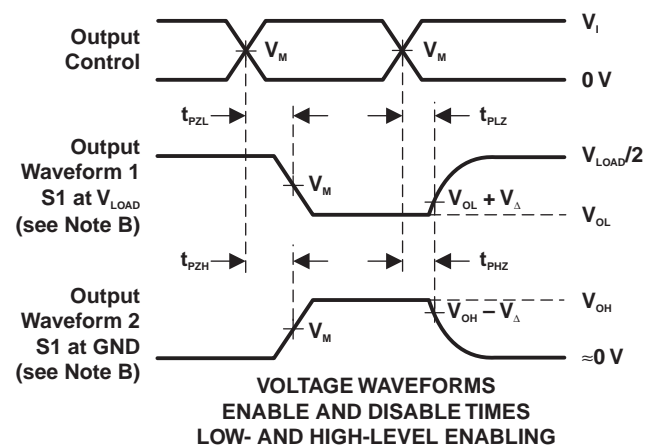 Output
Control
V_M
V_M
V_I
0 V
t_PZL
t_PLZ
Output
Waveform 1
S1 at V_LOAD
(see Note B)
V_M
V_OL + V_Δ
V_LOAD/2
V_OL
t_PZH
t_PHZ
Output
Waveform 2
S1 at GND
(see Note B)
V_M
V_OH − V_Δ
V_OH
≈0 V
VOLTAGE WAVEFORMS
ENABLE AND DISABLE TIMES
LOW- AND HIGH-LEVEL ENABLING